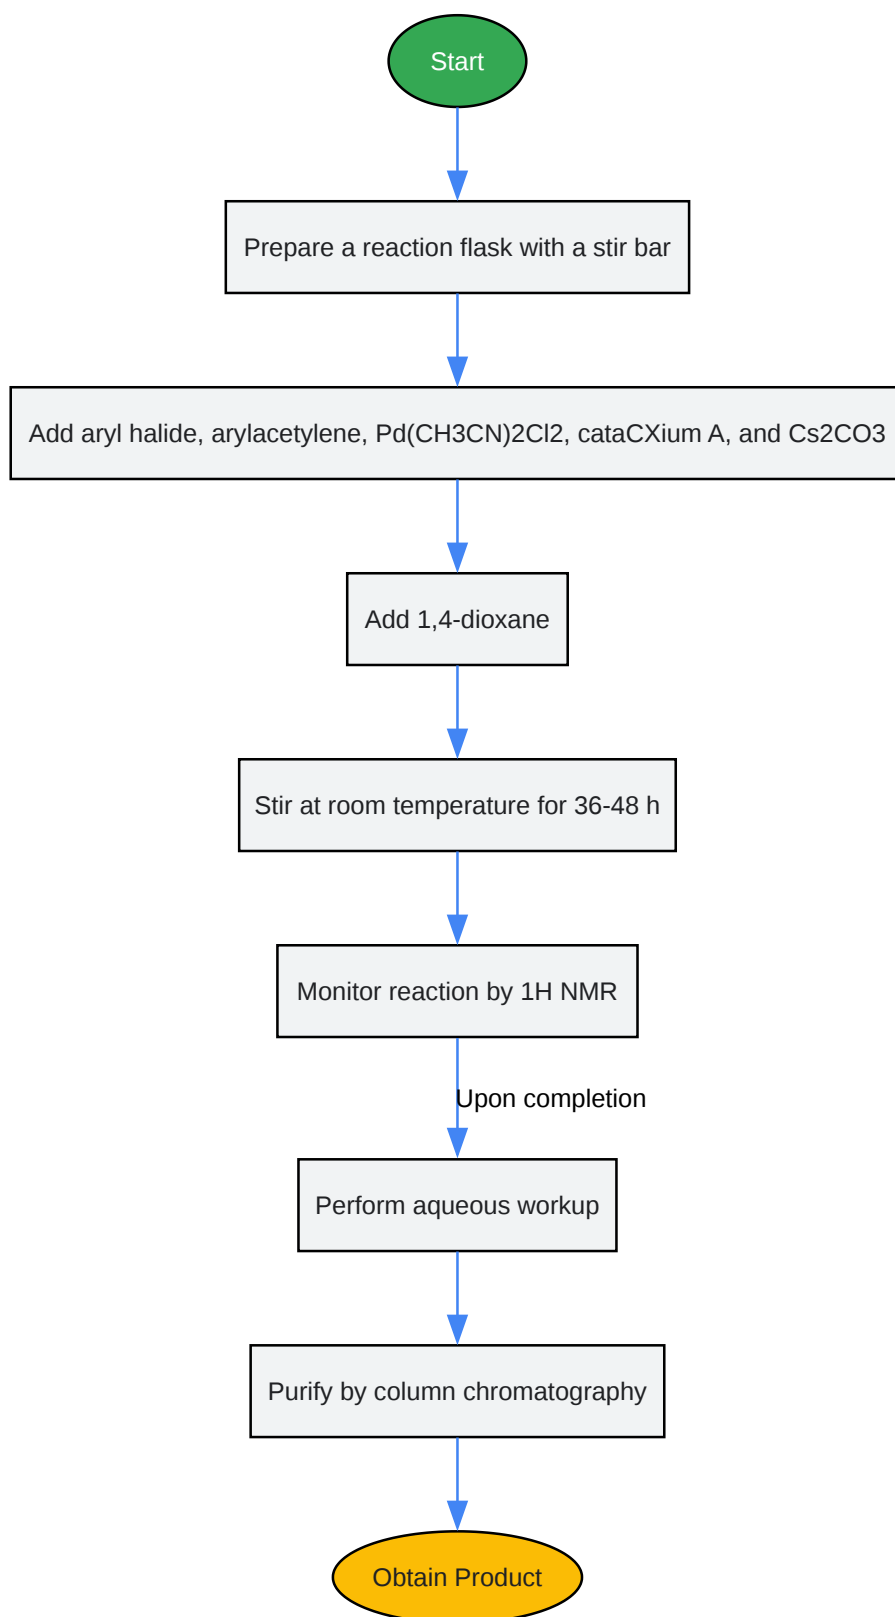 Start
Prepare a reaction flask with a stir bar
Add aryl halide, arylacetylene, Pd(CH3CN)2Cl2, cataCXium A, and Cs2CO3
Add 1,4-dioxane
Stir at room temperature for 36-48 h
Monitor reaction by 1H NMR
Upon completion
Perform aqueous workup
Purify by column chromatography
Obtain Product